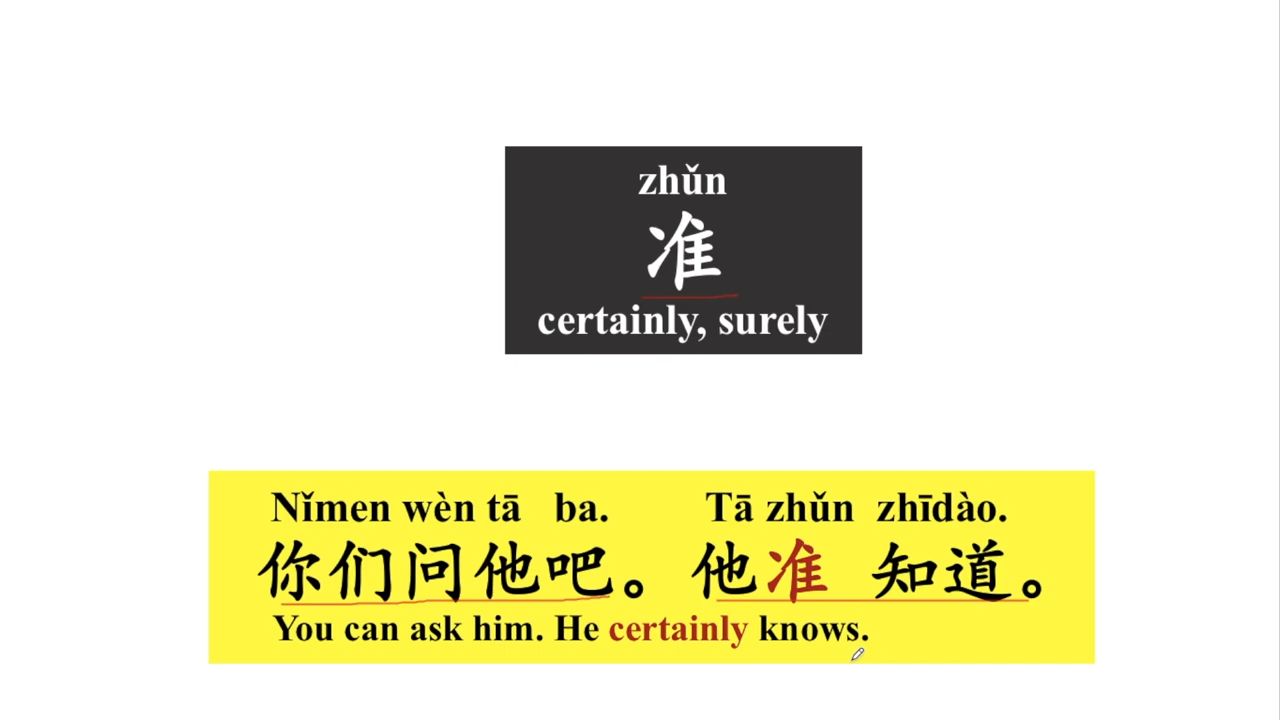 zhǔn
准
certainly, surely
Nǐmen wèn tā ba. Tā zhǔn zhīdào.
你们问他吧。他准知道。
You can ask him. He certainly knows.